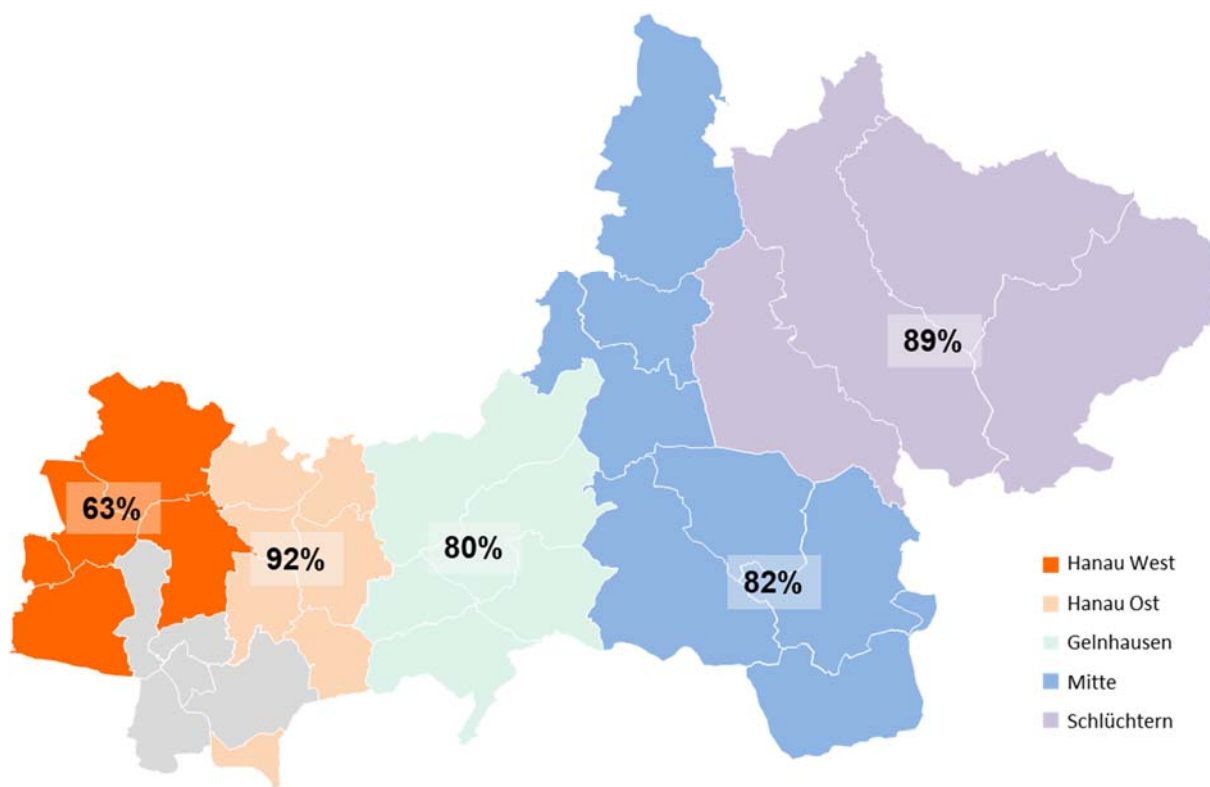 89%
63%
92%
80%
82%
Hanau West
Hanau Ost
Gelnhausen
Mitte
Schlüchtern